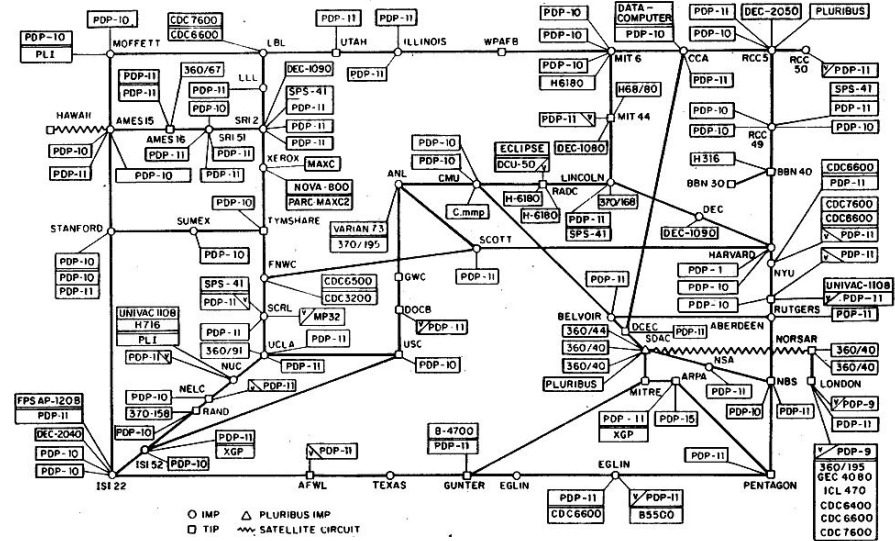 PDP-10
PLI
PDP-10
MOFFETT
CDC7600
CDC6600
LBL
PDP-11
UTAH
PDP-11
ILLINOIS
PDP-11
WPAFB
PDP-10
PDP-10
PDP-10
H6180
MIT 6
DATA-
COMPUTER
PDP-10
CCA
PDP-11
PDP-11
PDP-10
DEC-2050
PLURIBUS
RCC 5
RCC
50
PDP-11
LLL
PDP-11
PDP-10
DEC-1090
SPS-41
PDP-11
PDP-11
PDP-11
SRI 2
HAWAII
AMES15
PDP-10
PDP-11
PDP-10
PDP-11
PDP-11
360/67
AMES 16
PDP-11
SRI 51
PDP-11
H68/80
PDP-11
MIT 44
DEC-1080
SPS-41
PDP-11
PDP-10
PDP-10
PDP-10
RCC
49
XEROX
MAXC
NOVA-800
PARC-MAXC2
PDP-10
PDP-10
CMU
C.mmp
ECLIPSE
DCU-50
RADC
H-6180
H-6180
LINCOLN
370/168
PDP-11
SPS-41
H316
BBN 40
BBN 30
CDC6600
PDP-11
CDC7600
CDC6600
PDP-11
PDP-11
ANL
VARIAN 73
370/195
STANFORD
PDP-10
PDP-10
PDP-11
SUMEX
PDP-10
PDP-10
TYMSHARE
SCOTT
PDP-11
DEC
DEC-1090
HARVARD
PDP-1
PDP-10
PDP-10
NYU
FNWC
CDC6500
CDC3200
GWC
DOCB
PDP-11
SPS-41
PDP-11
SCRL
PDP-11
MP32
UNIVAC-1108
PDP-11
RUTGERS
PDP-11
ABERDEEN
PDP-11
BELVOIR
DCEC
PDP-11
UNIVAC 1108
H716
PLI
PDP-11
360/91
UCLA
PDP-11
USC
PDP-10
NUC
SDAC
360/44
360/40
360/40
PLURIBUS
NORSAR
360/40
360/40
NSA
PDP-11
NBS
PDP-10
PDP-11
LONDON
PDP-9
PDP-11
NELC
PDP-10
PDP-11
370-158
RAND
PDP-10
MITRE
ARPA
PDP-11
XGP
PDP-15
FPS AP-120B
PDP-11
DEC-2040
PDP-10
PDP-10
ISI 22
ISI 52
PDP-11
XGP
PDP-10
PDP-11
AFWL
TEXAS
B-4700
PDP-11
GUNTER
EGLIN
EGLIN
PDP-11
CDC6600
PDP-11
B5500
PDP-11
PENTAGON
PDP-9
360/195
GEC 4080
ICL 470
CDC6400
CDC6600
CDC7600
IMP
PLURIBUS IMP
TIP
SATELLITE CIRCUIT